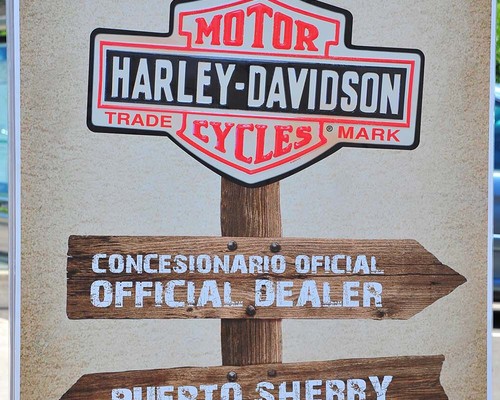 MOTOR
HARLEY-DAVIDSON
TRADE MARK
CYCLES
®
CONCESIONARIO OFICIAL
OFFICIAL DEALER
PUERTO SHERRY